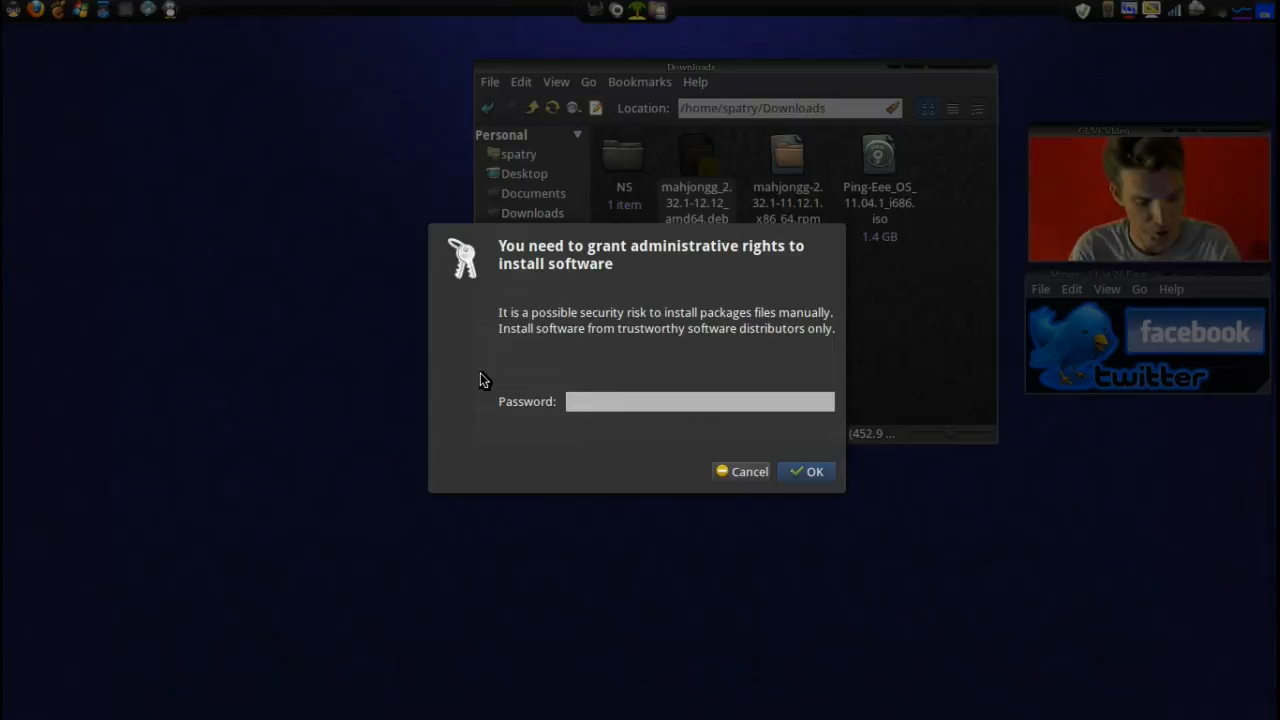 Downloads
File Edit View Go Bookmarks Help
Location: /home/spatry/Downloads
Personal
spatry
Desktop
Documents
Downloads
NS
1 item
mahjongg_2.
32.1-12.12_
amd64.deb
mahjongg-2.
32.1-11.12.1.
x86_64.rpm
Ping-Eee_OS_
11.04.1_i686.
iso
1.4 GB
(452.9 ...
You need to grant administrative rights to
install software
It is a possible security risk to install packages files manually.
Install software from trustworthy software distributors only.
Password:
Cancel OK
GUVCVideo
File Edit View Go Help
facebook
twitter